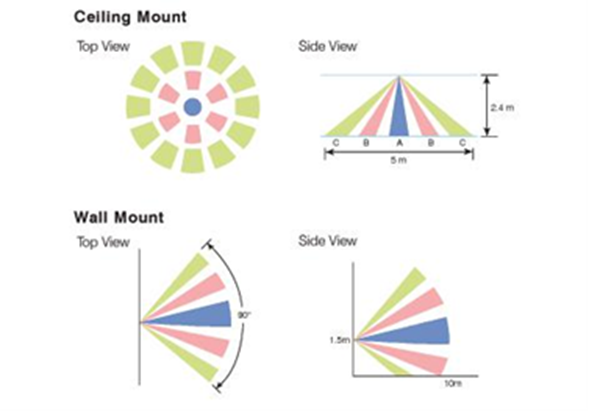 Ceiling Mount
Top View
Side View
2.4 m
C B A B C
5 m
Wall Mount
Top View
Side View
90°
1.5m
10m